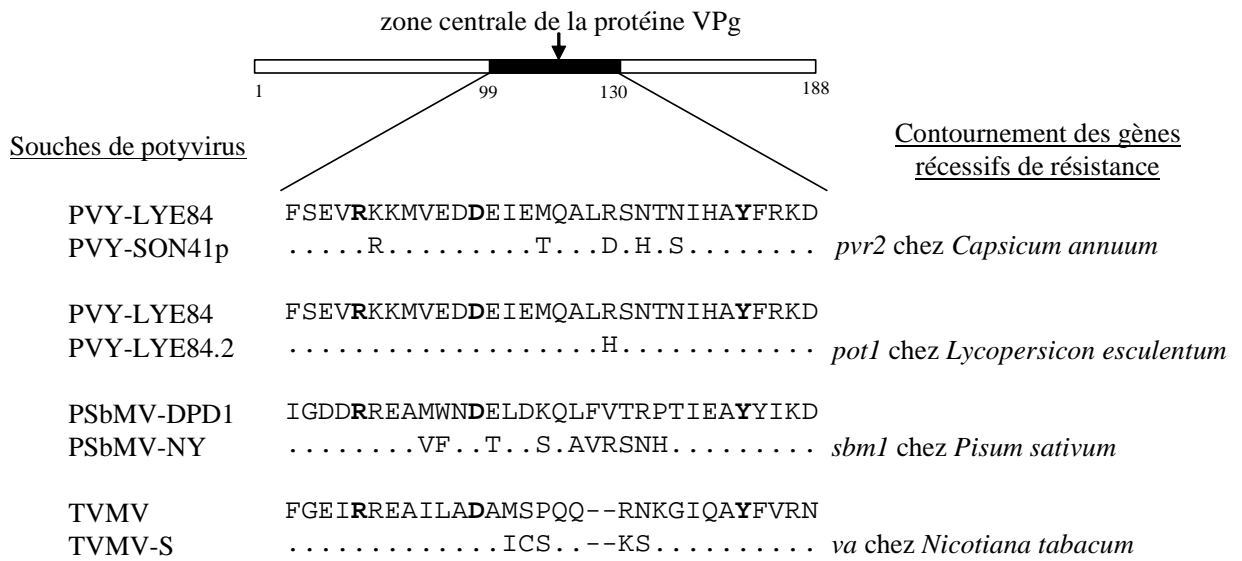 zone centrale de la protéine VPg
1 99 130 188
Souches de potyvirus
Contournement des gènes
récessifs de résistance
PVY-LYE84 FSEVRKKMVEDDEIEMQALRSNTNIHAYFRKD
PVY-SON41p .....R.........T...D.H.S........ pvr2 chez Capsicum annuum
PVY-LYE84 FSEVRKKMVEDDEIEMQALRSNTNIHAYFRKD
PVY-LYE84.2 ...................H............ pot1 chez Lycopersicon esculentum
PSbMV-DPD1 IGDDRREAMWNDELDKQLFVTRPTIEAYYIKD
PSbMV-NY ........VF..T..S.AVRSNH......... sbm1 chez Pisum sativum
TVMV FGEIRREAILADAMSPQQ--RNKGIQAYFVRN
TVMV-S .............ICS..--KS.......... va chez Nicotiana tabacum